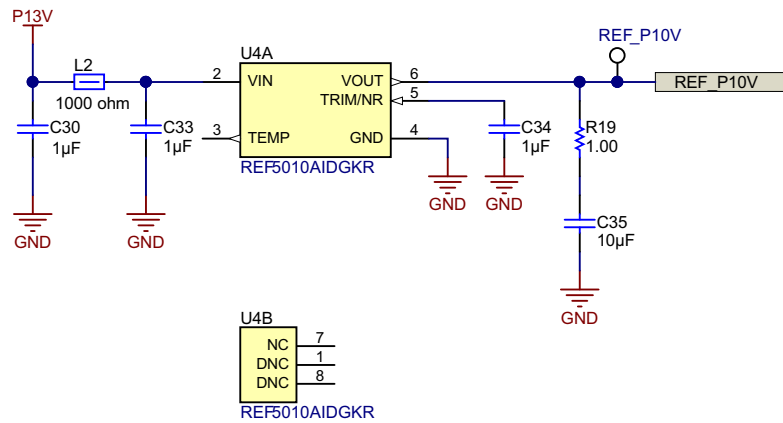 P13V
REF_P10V
L2
1000 ohm
C30
1µF
GND
C33
1µF
GND
U4A
2
VIN
VOUT
6
TRIM/NR
5
3
TEMP
GND
4
REF5010AIDGKR
GND
C34
1µF
GND
REF_P10V
R19
1.00
C35
10µF
GND
U4B
NC
7
DNC
1
DNC
8
REF5010AIDGKR